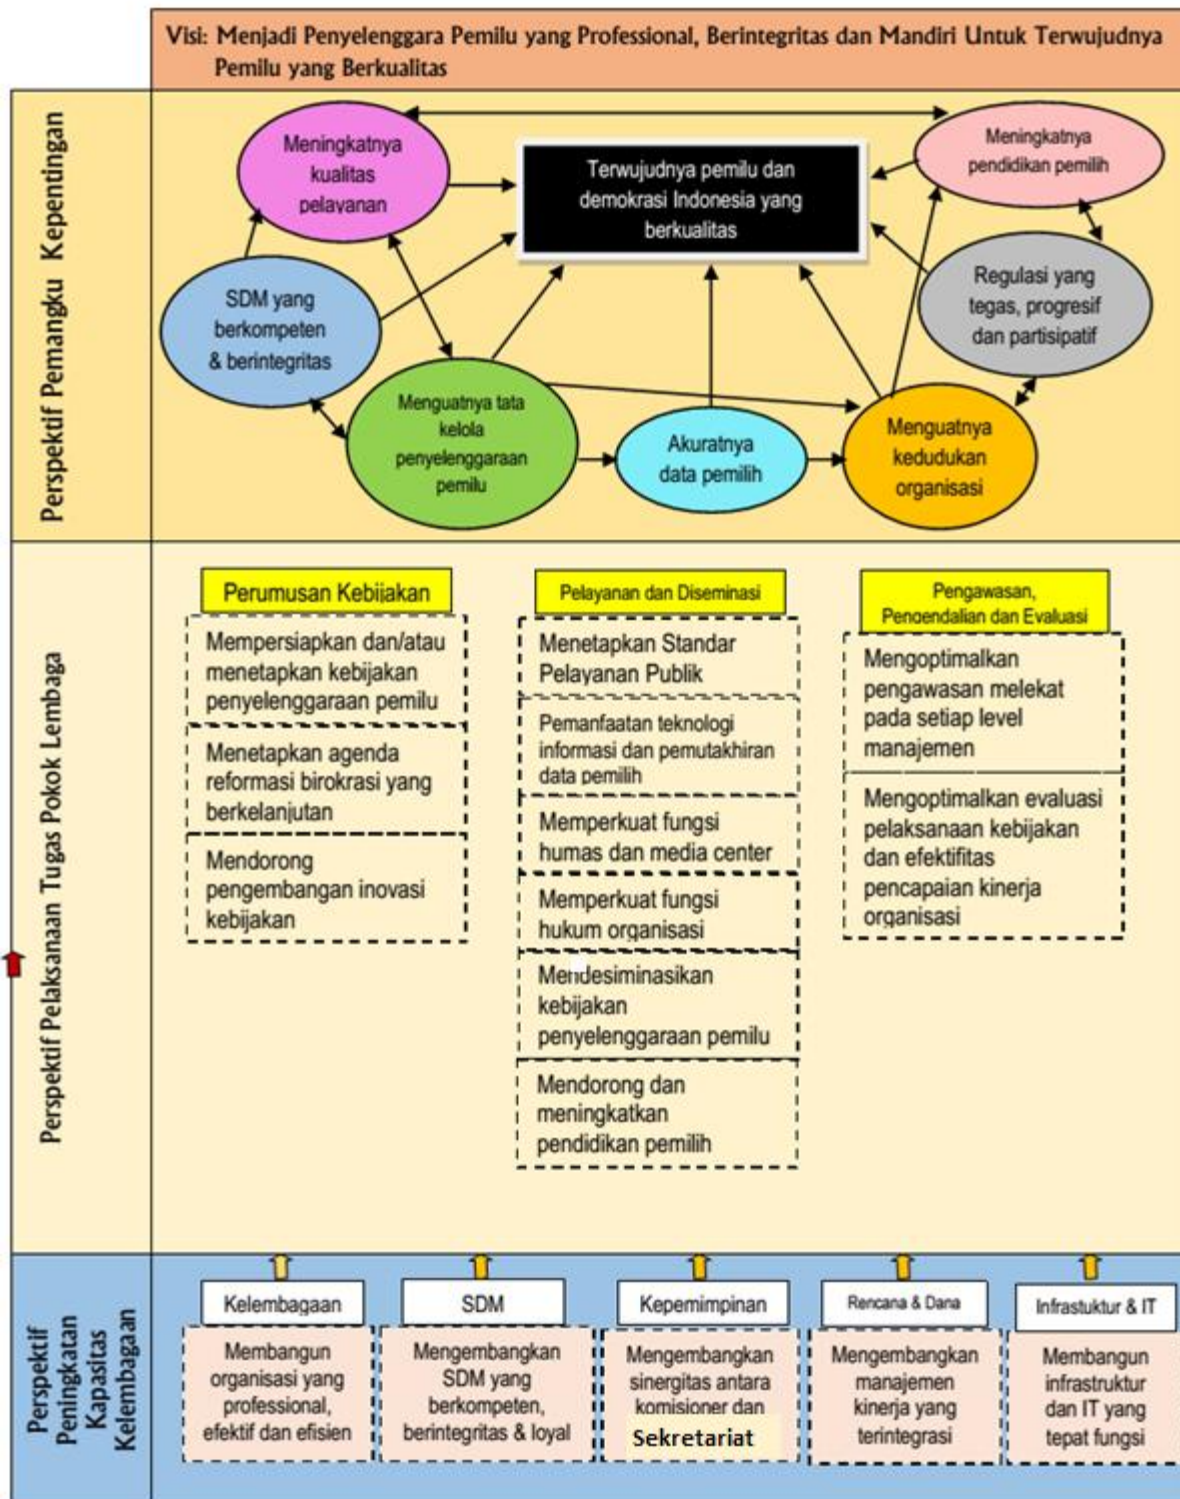 Visi: Menjadi Penyelenggara Pemilu yang Professional, Berintegritas dan Mandiri Untuk Terwujudnya
Pemilu yang Berkualitas
Perspektif Pemangku Kepentingan
Meningkatnya
kualitas
pelayanan
Terwujudnya pemilu dan
demokrasi Indonesia yang
berkualitas
Meningkatnya
pendidikan pemilih
SDM yang
berkompeten
& berintegritas
Regulasi yang
tegas, progresif
dan partisipatif
Menguatnya tata
kelola
penyelenggaraan
pemilu
Akuratnya
data pemilih
Menguatnya
kedudukan
organisasi
Perspektif Pelaksanaan Tugas Pokok Lembaga
Perumusan Kebijakan
Mempersiapkan dan/atau
menetapkan kebijakan
penyelenggaraan pemilu
Menetapkan agenda
reformasi birokrasi yang
berkelanjutan
Mendorong
pengembangan inovasi
kebijakan
Pelayanan dan Diseminasi
Menetapkan Standar
Pelayanan Publik
Pemanfaatan teknologi
informasi dan pemutakhiran
data pemilih
Memperkuat fungsi
humas dan media center
Memperkuat fungsi
hukum organisasi
Mendesiminasikan
kebijakan
penyelenggaraan pemilu
Mendorong dan
meningkatkan
pendidikan pemilih
Pengawasan,
Pengendalian dan Evaluasi
Mengoptimalkan
pengawasan melekat
pada setiap level
manajemen
Mengoptimalkan evaluasi
pelaksanaan kebijakan
dan efektifitas
pencapaian kinerja
organisasi
Perspektif
Peningkatan
Kapasitas
Kelembagaan
Kelembagaan
Membangun
organisasi yang
professional,
efektif dan efisien
SDM
Mengembangkan
SDM yang
berkompeten,
berintegritas & loyal
Kepemimpinan
Mengembangkan
sinergitas antara
komisioner dan
Sekretariat
Rencana & Dana
Mengembangkan
manajemen
kinerja yang
terintegrasi
Infrastuktur & IT
Membangun
infrastruktur
dan IT yang
tepat fungsi